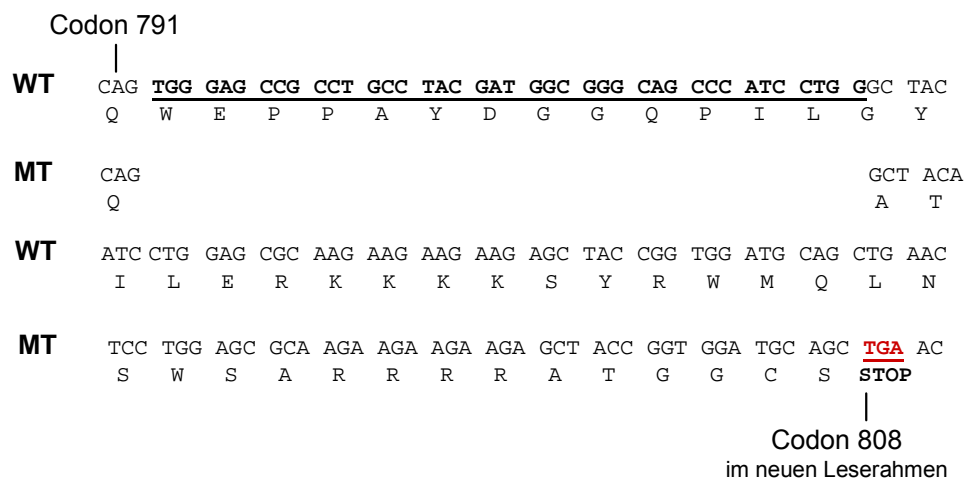 Codon 791
WT CAG TGG GAG CCG CCT GCC TAC GAT GGC GGG CAG CCC ATC CTG GGC TAC
Q W E P P A Y D G G Q P I L G Y
MT CAG GCT ACA
Q A T
WT ATC CTG GAG CGC AAG AAG AAG AAG AGC TAC CGG TGG ATG CAG CTG AAC
I L E R K K K K S Y R W M Q L N
MT TCC TGG AGC GCA AGA AGA AGA AGA GCT ACC GGT GGA TGC AGC TGA AC
S W S A R R R R A T G G C S STOP
Codon 808
im neuen Leserahmen